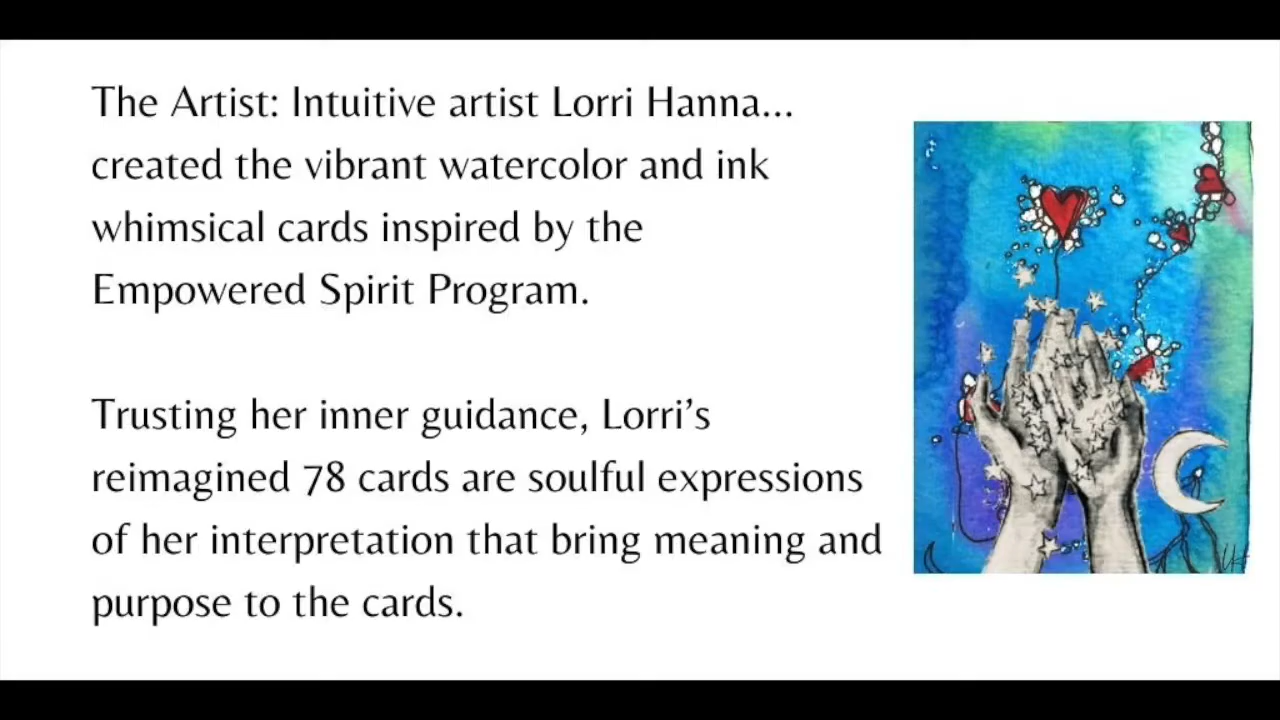 The Artist: Intuitive artist Lorri Hanna...
created the vibrant watercolor and ink
whimsical cards inspired by the
Empowered Spirit Program.
Trusting her inner guidance, Lorri’s
reimagined 78 cards are soulful expressions
of her interpretation that bring meaning and
purpose to the cards.